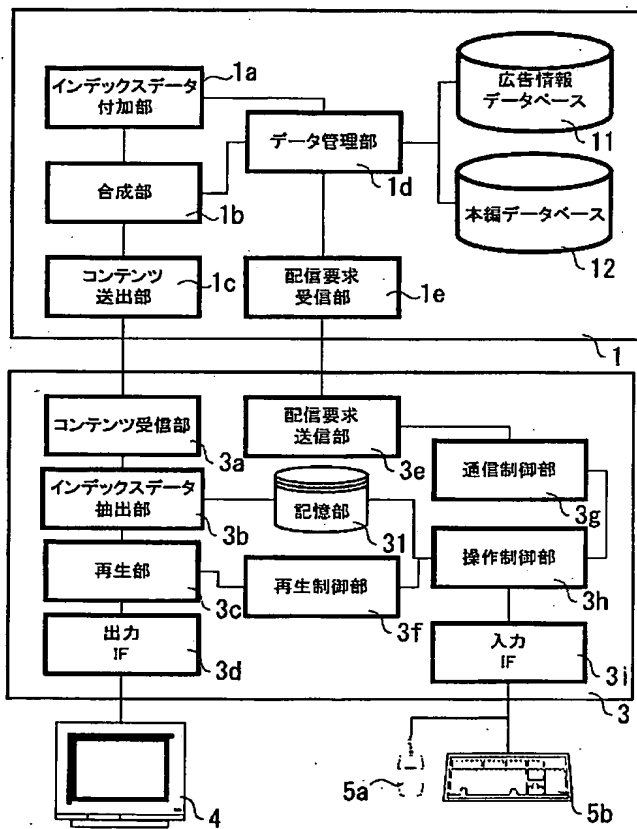 1a
インデックスデータ
付加部
広告情報
データベース
11
データ管理部
1d
合成部
1b
本編データベース
12
コンテンツ
送出部
1c
配信要求
受信部
1e
1
コンテンツ受信部
3a
配信要求
送信部
3e
通信制御部
3g
インデックスデータ
抽出部
3b
記憶部
31
操作制御部
3h
再生部
3c
再生制御部
3f
出力
IF
3d
入力
IF
3i
3
4
5a
5b